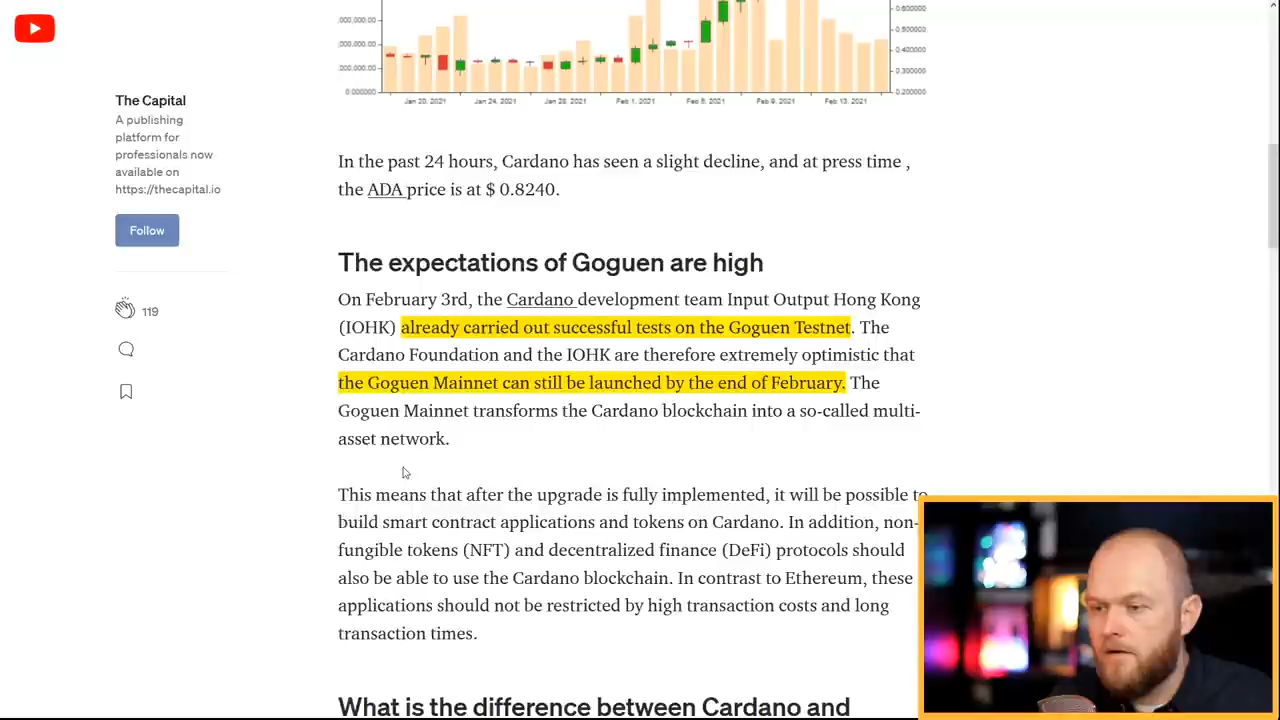 000,000.00
0.600000
0.500000
000,000.00
0.400000
000,000.00
0.300000
0.000000
0.200000
Jan 20, 2021
Jan 24, 2021
Jan 28, 2021
Feb 1, 2021
Feb 5, 2021
Feb 9, 2021
Feb 13, 2021
The Capital
A publishing
platform for
professionals now
available on
https://thecapital.io
Follow
119
In the past 24 hours, Cardano has seen a slight decline, and at press time ,
the ADA price is at $ 0.8240.
The expectations of Goguen are high
On February 3rd, the Cardano development team Input Output Hong Kong
(IOHK) already carried out successful tests on the Goguen Testnet. The
Cardano Foundation and the IOHK are therefore extremely optimistic that
the Goguen Mainnet can still be launched by the end of February. The
Goguen Mainnet transforms the Cardano blockchain into a so-called multi-
asset network.
This means that after the upgrade is fully implemented, it will be possible to
build smart contract applications and tokens on Cardano. In addition, non-
fungible tokens (NFT) and decentralized finance (DeFi) protocols should
also be able to use the Cardano blockchain. In contrast to Ethereum, these
applications should not be restricted by high transaction costs and long
transaction times.
What is the difference between Cardano and